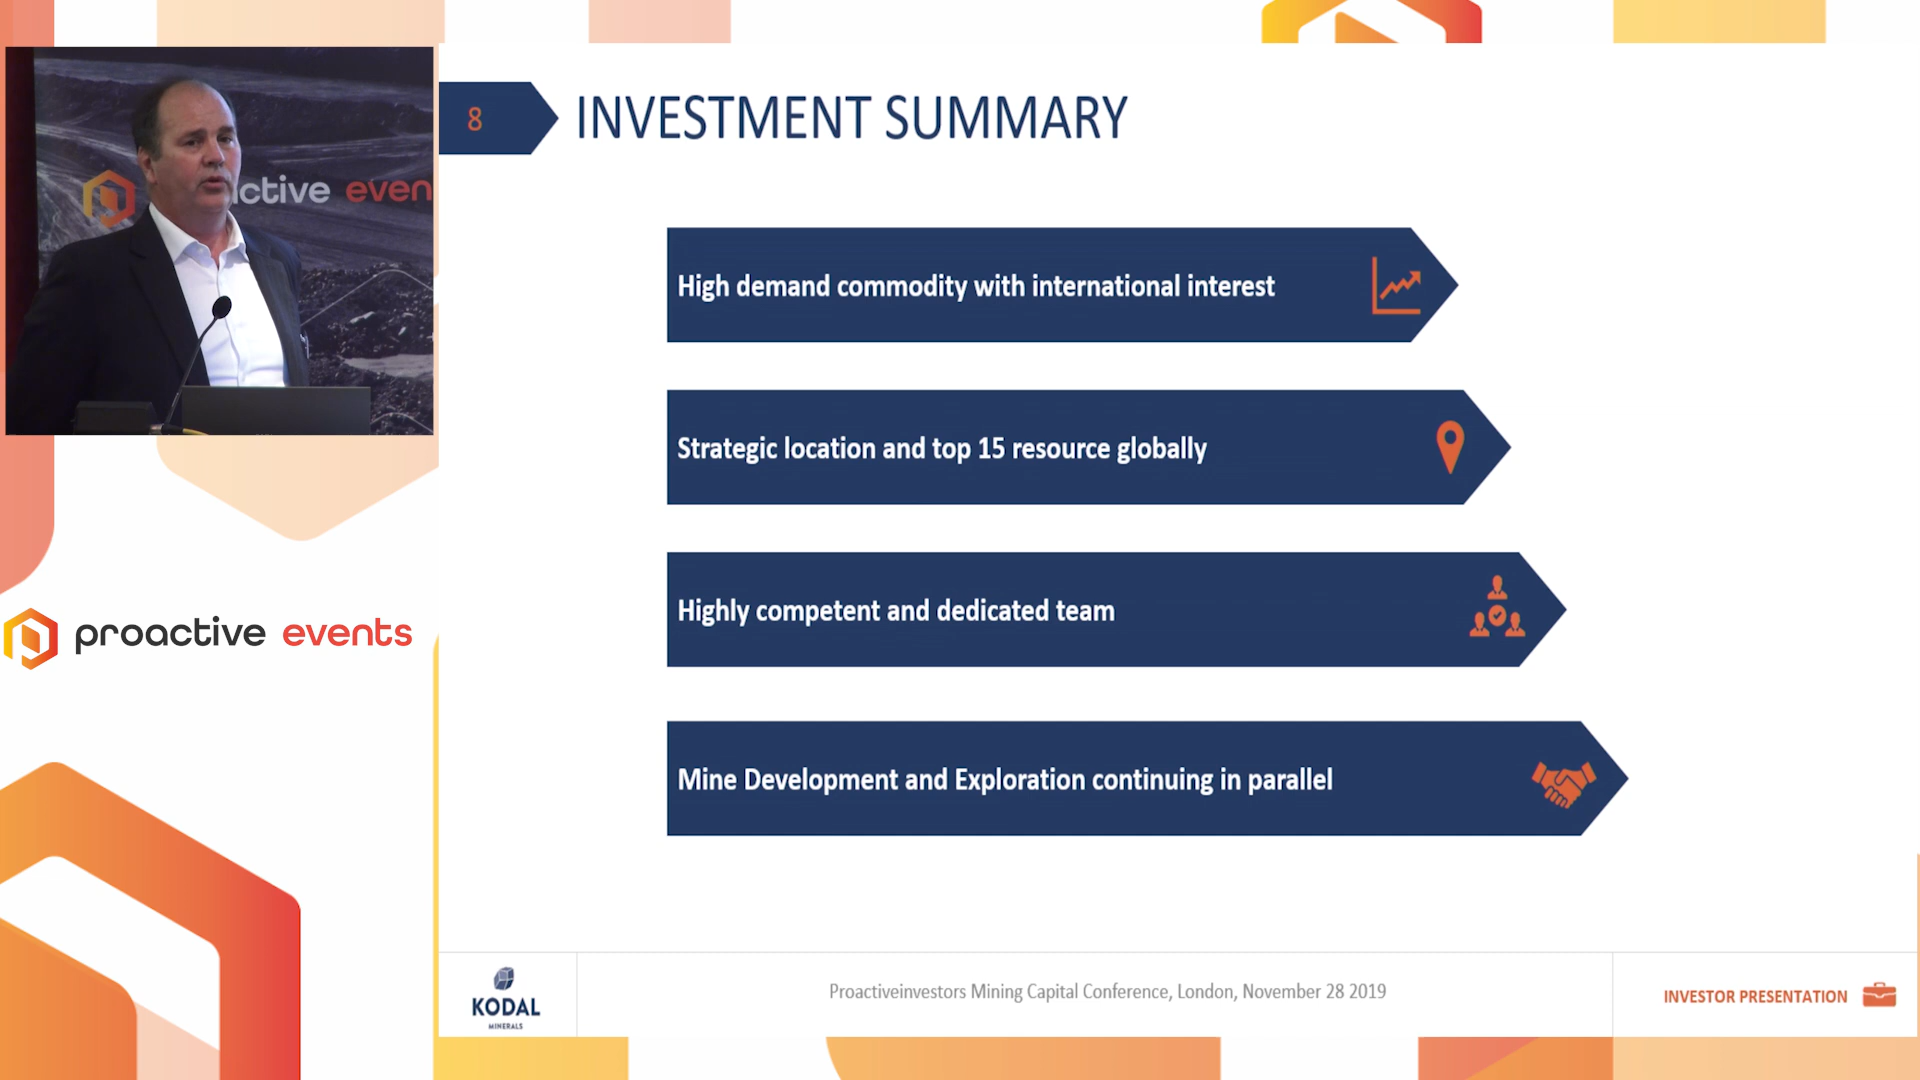 ctive even
proactive events
8
INVESTMENT SUMMARY
High demand commodity with international interest
Strategic location and top 15 resource globally
Highly competent and dedicated team
Mine Development and Exploration continuing in parallel
KODAL
MINERALS
Proactiveinvestors Mining Capital Conference, London, November 28 2019
INVESTOR PRESENTATION